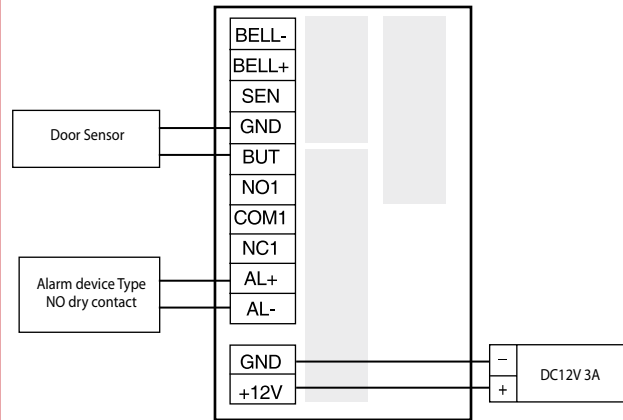 BELL-
BELL+
SEN
GND
BUT
NO1
COM1
NC1
AL+
AL-
GND
+12V
Door Sensor
Alarm device Type
NO dry contact
–
+
DC12V 3A